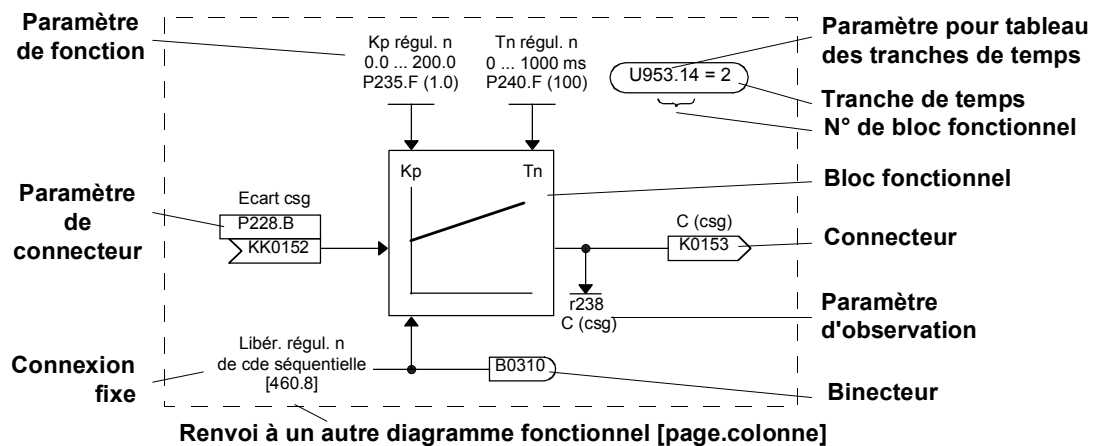 Paramètre
de fonction
Kp régul. n
0.0 ... 200.0
P235.F (1.0)
Tn régul. n
0 ... 1000 ms
P240.F (100)
U953.14 = 2
Paramètre pour tableau
des tranches de temps
Tranche de temps
N° de bloc fonctionnel
Kp
Tn
Bloc fonctionnel
Paramètre
de
connecteur
Ecart csg
P228.B
KK0152
C (csg)
K0153
Connecteur
r238
C (csg)
Paramètre
d'observation
Connexion
fixe
Libér. régul. n
de cde séquentielle
[460.8]
B0310
Binecteur
Renvoi à un autre diagramme fonctionnel [page.colonne]